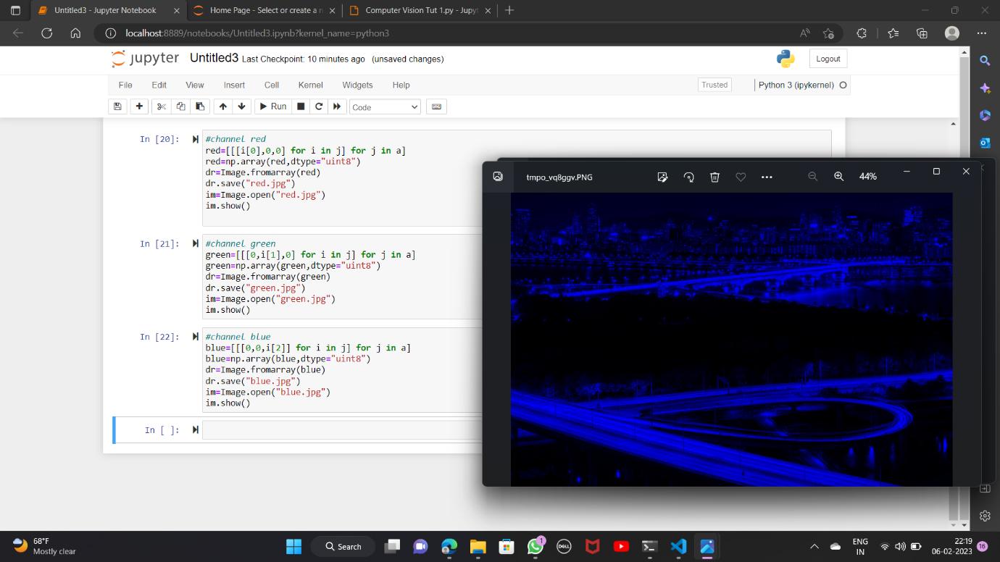 Untitled3 - Jupyter Notebook
Home Page - Select or create a n
Computer Vision Tut 1.py - Jupyt
localhost:8889/notebooks/Untitled3.ipynb?kernel_name=python3
jupyter Untitled3 Last Checkpoint: 10 minutes ago (unsaved changes)
Logout
File Edit View Insert Cell Kernel Widgets Help
Trusted
Python 3 (ipykernel)
Run
Code
In [20]:
#channel red
red=[[[i[0],0,0] for i in j] for j in a]
red=np.array(red,dtype="uint8")
dr=Image.fromarray(red)
dr.save("red.jpg")
im=Image.open("red.jpg")
im.show()
In [21]:
#channel green
green=[[[0,i[1],0] for i in j] for j in a]
green=np.array(green,dtype="uint8")
dr=Image.fromarray(green)
dr.save("green.jpg")
im=Image.open("green.jpg")
im.show()
In [22]:
#channel blue
blue=[[[0,0,i[2]] for i in j] for j in a]
blue=np.array(blue,dtype="uint8")
dr=Image.fromarray(blue)
dr.save("blue.jpg")
im=Image.open("blue.jpg")
im.show()
In [ ]:
tmpo_vq8ggv.PNG
44%
68°F
Mostly clear
Search
1
DELL
ENG
IN
22:19
06-02-2023
16